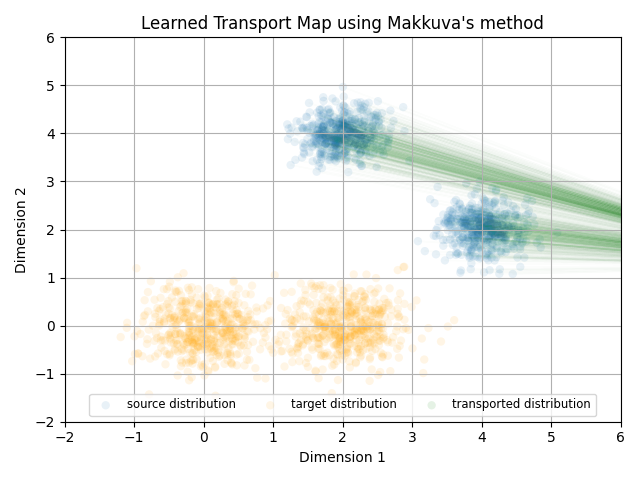 Learned Transport Map using Makkuva's method
6
5
4
3
2
1
0
−1
−2
Dimension 2
source distribution target distribution transported distribution
−2 −1 0 1 2 3 4 5 6
Dimension 1